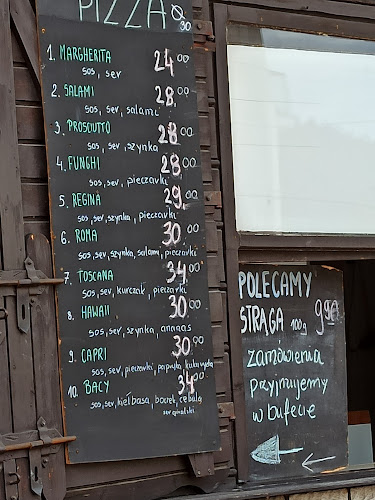 PIZZA ⌀ 30
1. MARGHERITA 24.00
sos, ser
2. SALAMI 28.00
sos, ser, salami
3. PROSCIUTTO 28.00
sos, ser, szynka
4. FUNGHI 28.00
sos, ser, pieczarki
5. REGINA 29.00
sos, ser, szynka, pieczarki
6. ROMA 30.00
sos, ser, szynka, salami, pieczarki
7. TOSCANA 34.00
sos, ser, kurczak, pieczarki
8. HAWAII 30.00
sos, ser, szynka, ananas
9. CAPRI 30.00
sos, ser, pieczarki, papryka, kukurydza
10. BACY 34.00
sos, ser, kiełbasa, boczek, cebula
ser góralski
POLECAMY
STRĄGA 100g 9.90
zamówienia
przyjmujemy
w bufecie